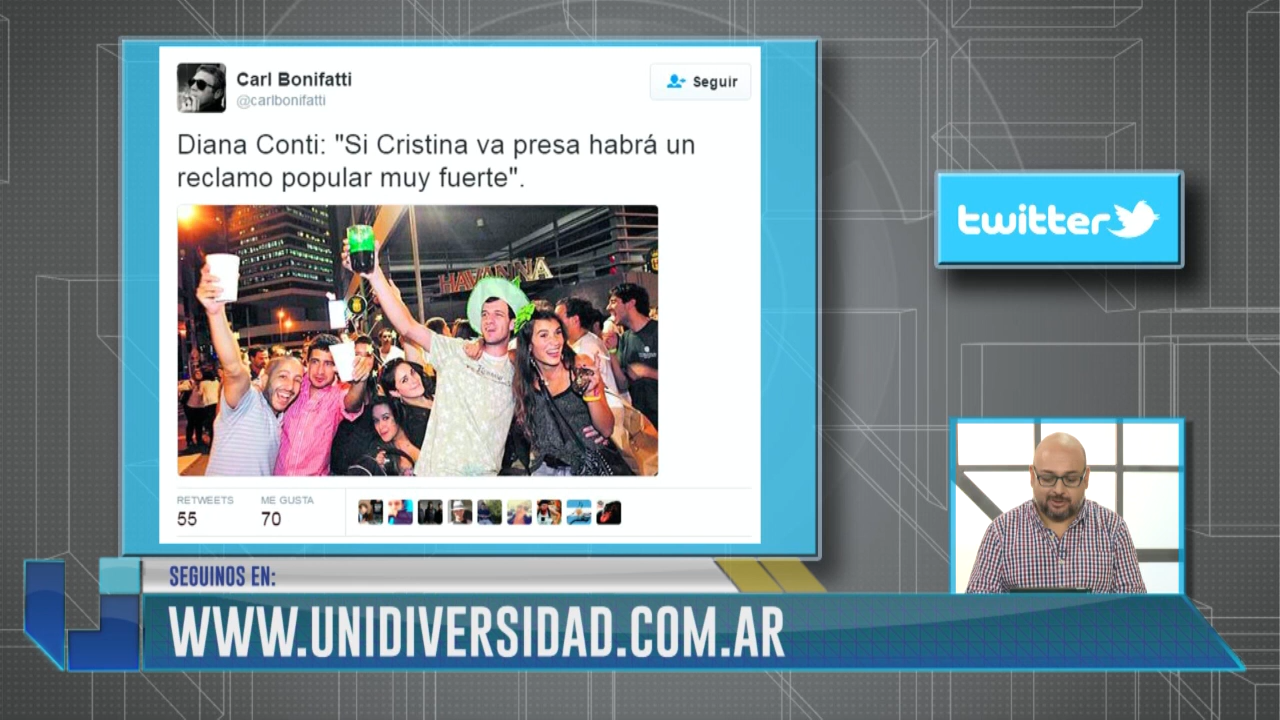 Carl Bonifatti
@carlbonifatti
Seguir
Diana Conti: "Si Cristina va presa habrá un
reclamo popular muy fuerte".
HAVANNA
RETWEETS
ME GUSTA
55
70
twitter
SEGUINOS EN:
WWW.UNIDIVERSIDAD.COM.AR